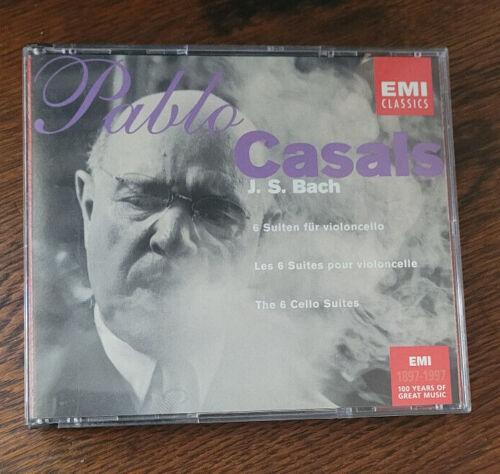 Pablo
Casals
J. S. Bach
6 Suiten für violoncello
Les 6 Suites pour violoncelle
The 6 Cello Suites
EMI
CLASSICS
EMI
1897-1997
100 YEARS OF
GREAT MUSIC